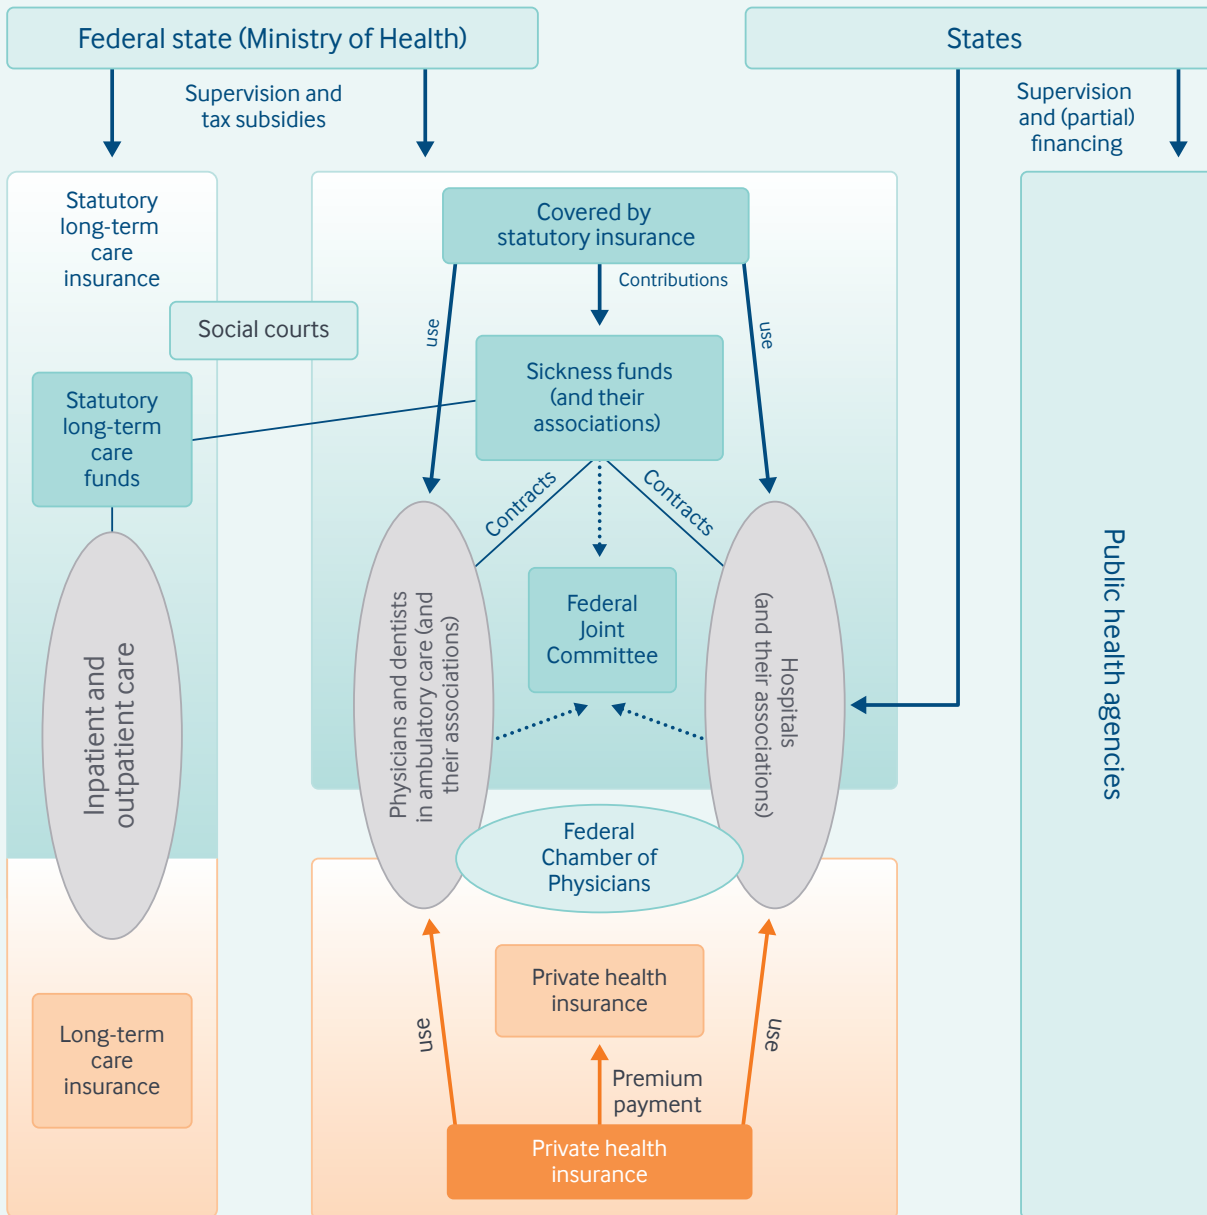 Federal state (Ministry of Health)
States
Supervision and
tax subsidies
Supervision
and (partial)
financing
Statutory
long-term
care
insurance
Covered by
statutory insurance
Contributions
use
use
Social courts
Sickness funds
(and their
associations)
Statutory
long-term
care
funds
Contracts
Contracts
Federal
Joint
Committee
Inpatient and
outpatient care
Physicians and dentists
in ambulatory care (and
their associations)
Hospitals
(and their associations)
Public health agencies
Federal
Chamber of
Physicians
Private health
insurance
use
use
Long-term
care
insurance
Premium
payment
Private health
insurance